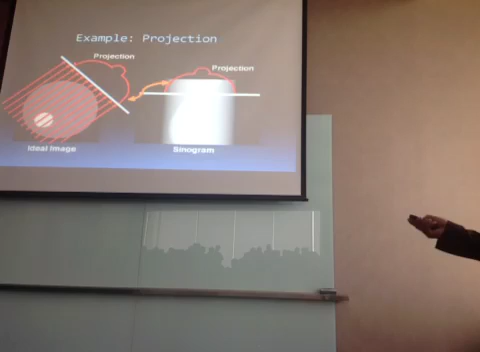 Example: Projection
Projection
Projection
Ideal Image
Sinogram